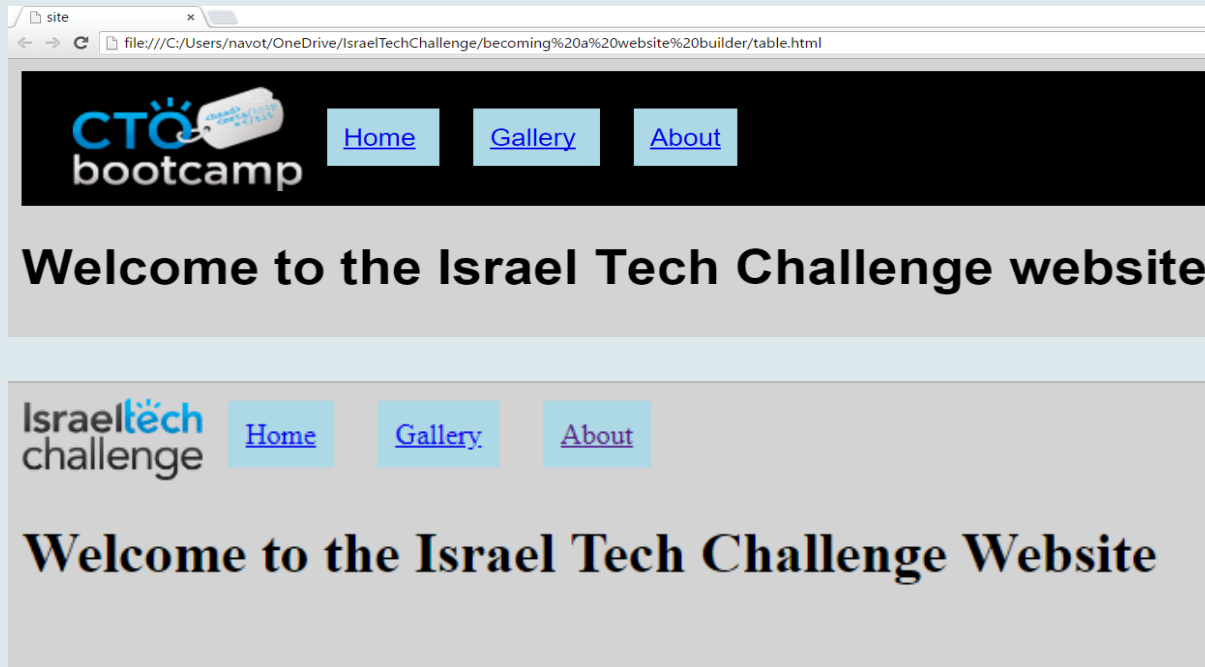 site
file:///C:/Users/navot/OneDrive/IsraelTechChallenge/becoming%20a%20website%20builder/table.html
CTO
bootcamp
Home Gallery About
Welcome to the Israel Tech Challenge website
Israeltëch
challenge
Home Gallery About
Welcome to the Israel Tech Challenge Website